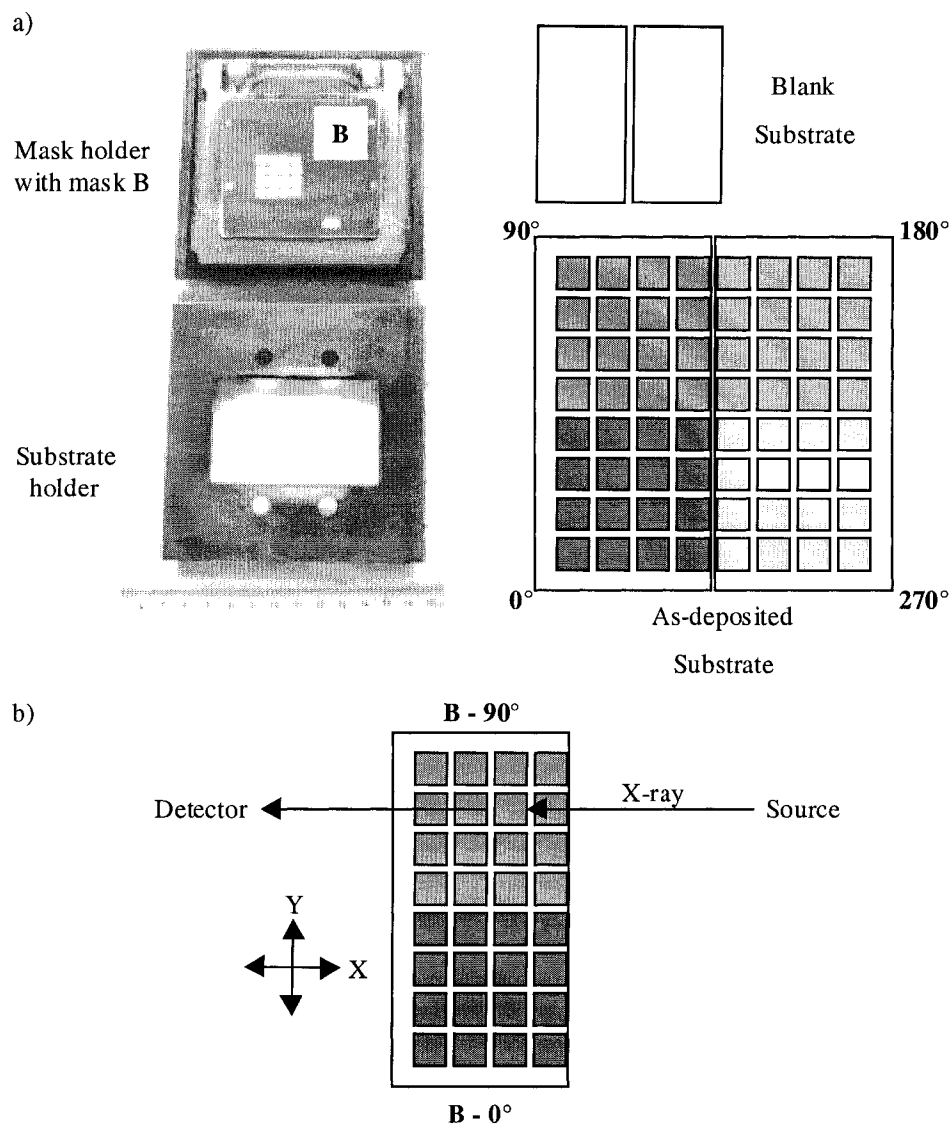 a)
Mask holder
with mask B
B
Substrate
holder
Blank
Substrate
90°
180°
0°
270°
As-deposited
Substrate
b)
B - 90°
Detector
X-ray
Source
Y
X
B - 0°